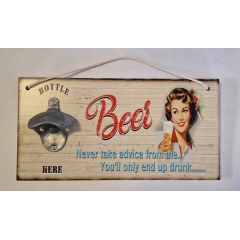 BOTTLE
Beer
Never take advice from me..
You'll only end up drunk......
HERE